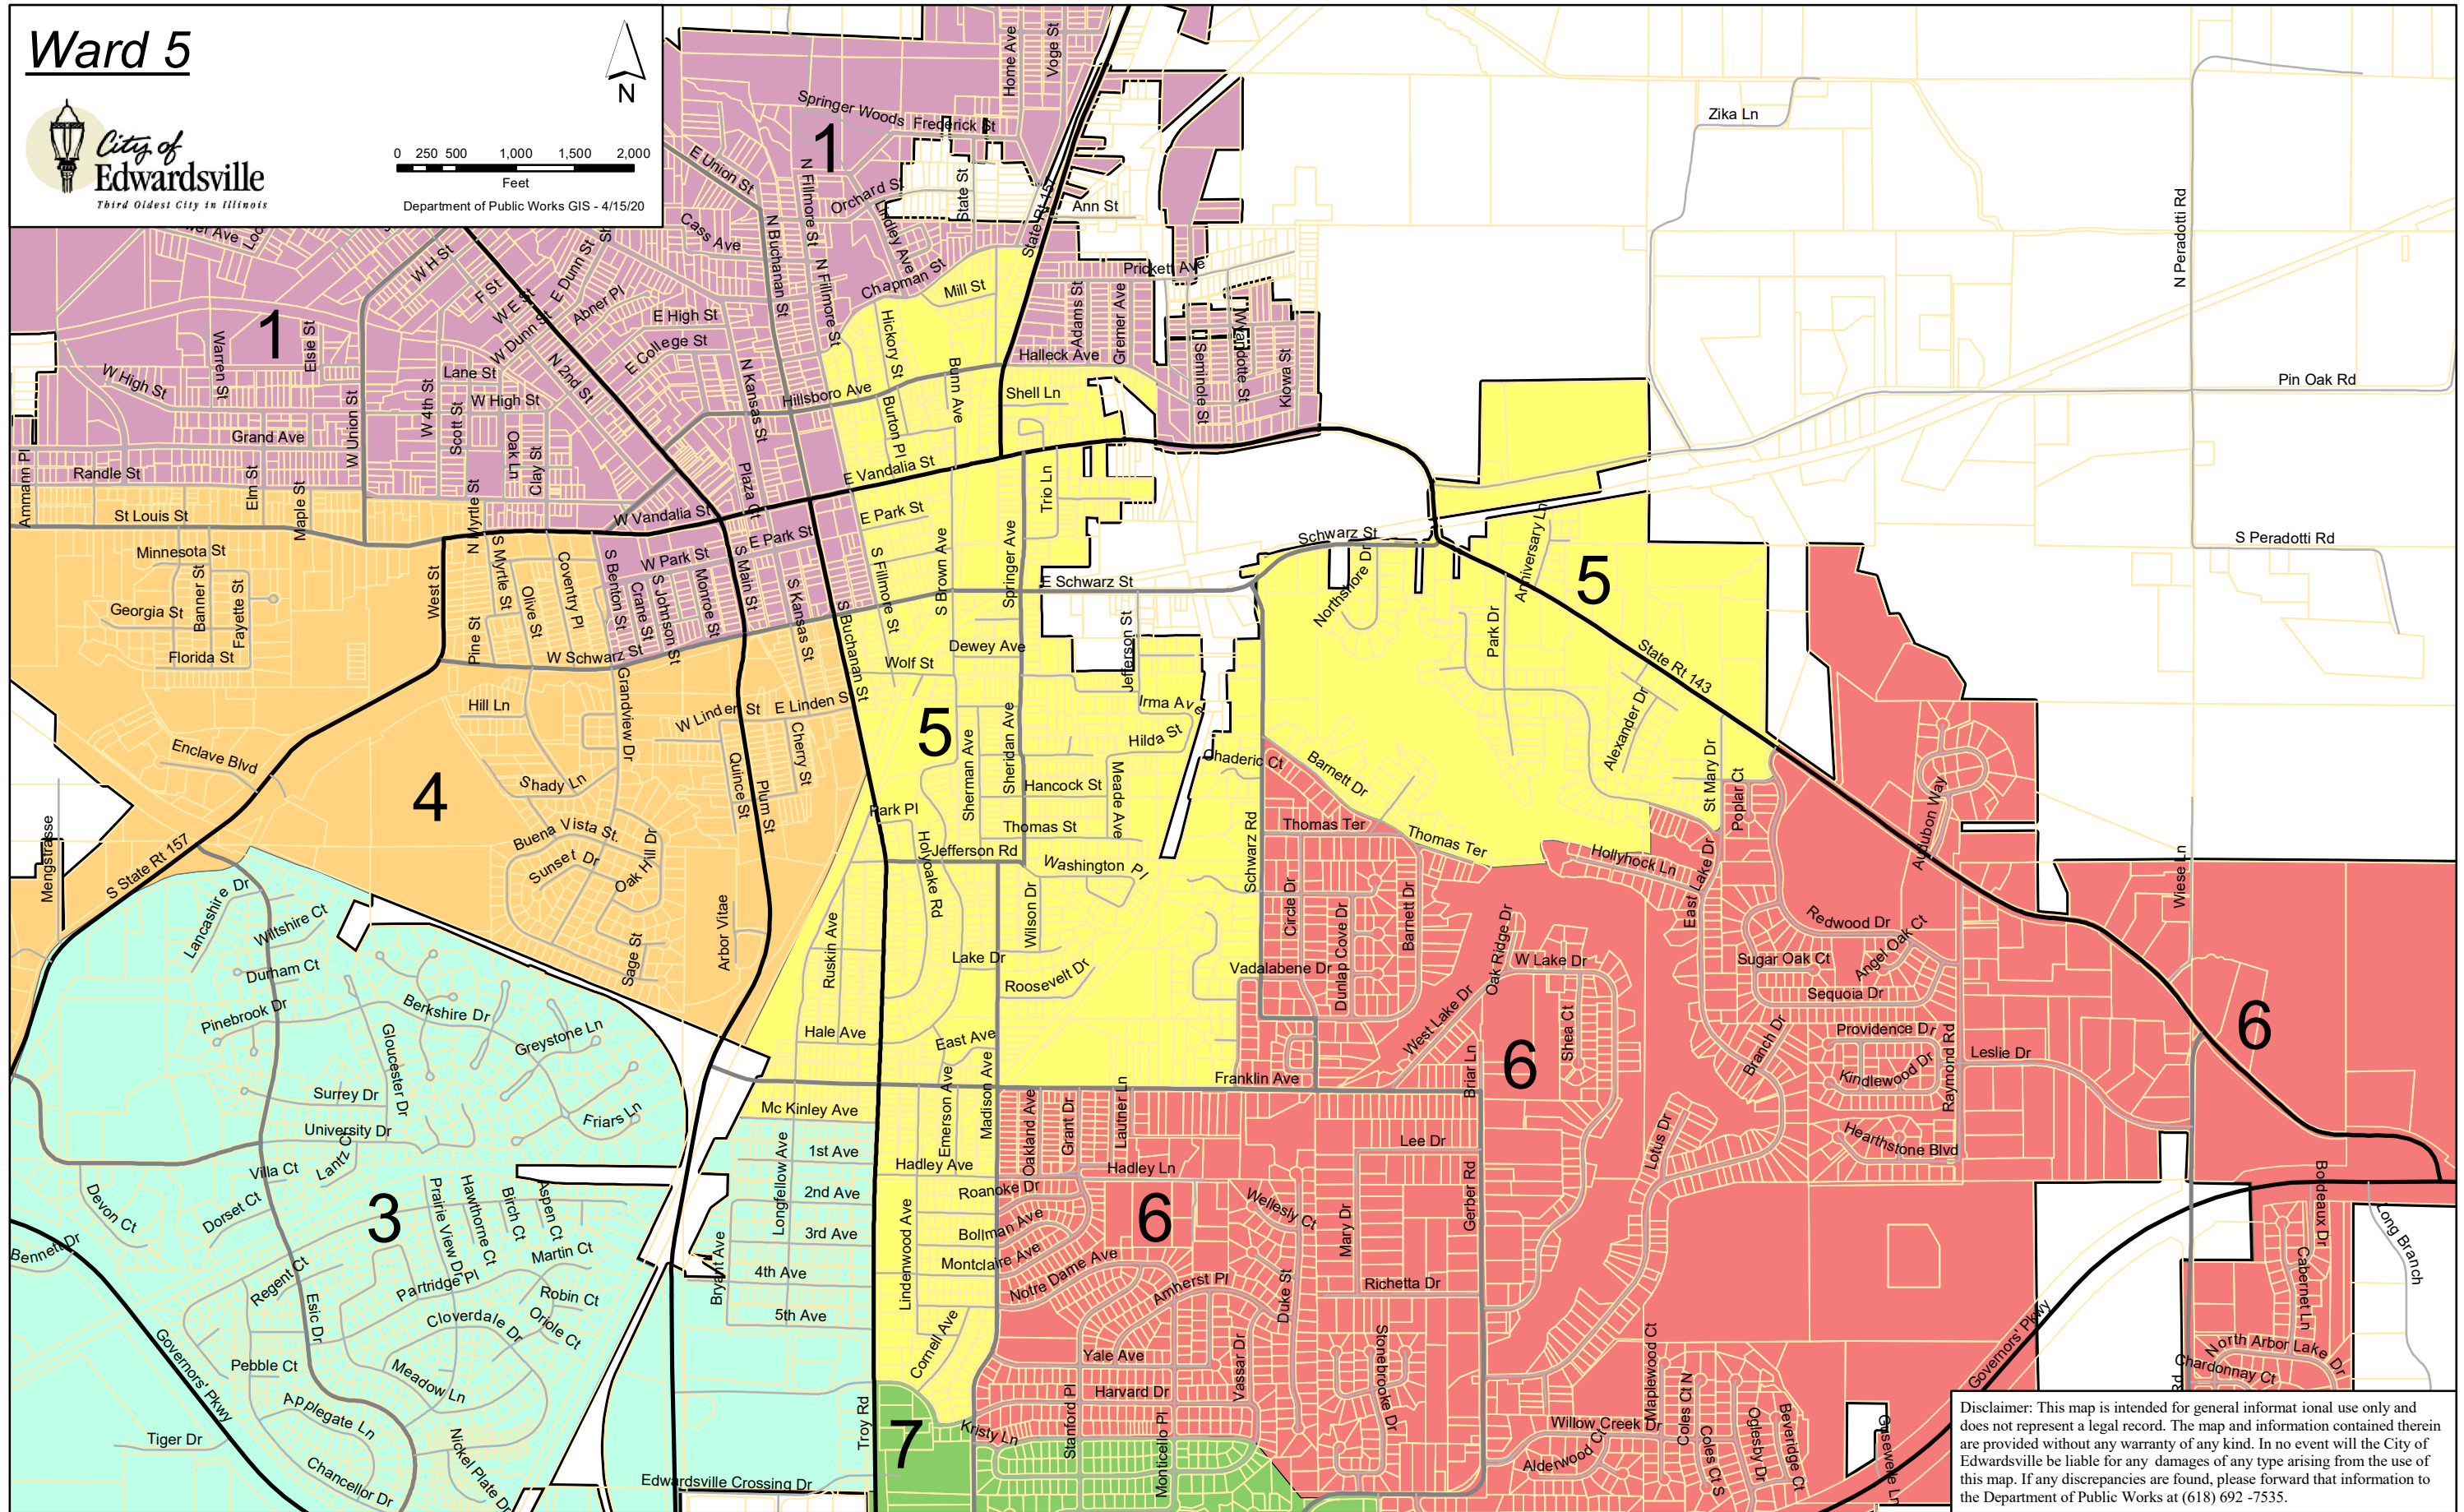 Ward 5
N
City of
Edwardsville
Third Oldest City in Illinois
0 250 500 1,000 1,500 2,000
Feet
Department of Public Works GIS - 4/15/20
Home Ave
Voge St
Springer Woods
Frederick St
1
Zika Ln
E Union St
N Fillmore St
Orchard St
State St
State Rt 157
Ann St
Lindley Ave
Cass Ave
N Buchanan St
N Peradotti Rd
W H St
F St
W E St
E Dunn St
Abner Pl
W Dunn St
N Fillmore St
Chapman St
Mill St
Prickett Ave
Adams St
Gremer Ave
Halleck Ave
Seminole St
Wyandotte St
Kiowa St
1
Warren St
Elsie St
E High St
E College St
Hickory St
Bunn Ave
W High St
Lane St
N 2nd St
N Kansas St
Hillsboro Ave
Shell Ln
Pin Oak Rd
W Union St
W 4th St
Scott St
W High St
Burton Pl
Grand Ave
Oak Ln
Clay St
Ammann Pl
Randle St
Elm St
Maple St
N Myrtle St
Plaza Ct
E Vandalia St
Trio Ln
St Louis St
W Vandalia St
E Park St
E Park St
Schwarz St
S Peradotti Rd
Minnesota St
Banner St
Fayette St
West St
S Myrtle St
Coventry Pl
Olive St
S Benton St
Crane St
S Johnson St
W Park St
Monroe St
S Main St
S Kansas St
S Fillmore St
S Brown Ave
Springer Ave
E Schwarz St
Northshore Dr
Anniversary Ln
5
Georgia St
Pine St
S Buchanan St
Jefferson St
Park Dr
Florida St
W Schwarz St
Dewey Ave
Wolf St
State Rt 143
Hill Ln
Grandview Dr
W Linden St
E Linden S
Irma Ave
Alexander Dr
5
Sherman Ave
Sheridan Ave
Hilda St
Enclave Blvd
Cherry St
Chaderic Ct
Barnett Dr
St Mary Dr
Poplar Ct
4
Shady Ln
Quince St
Plum St
Hancock St
Meade Ave
Audubon Way
Mengstrasse
Buena Vista St.
Park Pl
Thomas St
Schwarz Rd
Thomas Ter
Thomas Ter
S State Rt 157
Sunset Dr
Oak Hill Dr
Holyoake Rd
Jefferson Rd
Washington Pl
Hollyhock Ln
East Lake Dr
Wiese Ln
Lancashire Dr
Wiltshire Ct
Arbor Vitae
Ruskin Ave
Wilson Dr
Circle Dr
Dunlap Cove Dr
Barnett Dr
Oak Ridge Dr
Redwood Dr
Angel Oak Ct
Durham Ct
Sage St
Lake Dr
Roosevelt Dr
Vadalabene Dr
W Lake Dr
Sugar Oak Ct
Sequoia Dr
Pinebrook Dr
Berkshire Dr
Gloucester Dr
Greystone Ln
Hale Ave
East Ave
West Lake Dr
Shea Ct
Branch Dr
Providence Dr
6
6
Raymond Rd
Leslie Dr
Surrey Dr
Friars Ln
Mc Kinley Ave
Emerson Ave
Madison Ave
Franklin Ave
Briar Ln
Kindlewood Dr
University Dr
Lantz Ct
Villa Ct
1st Ave
Longfellow Ave
Hadley Ave
Oakland Ave
Grant Dr
Lautner Ln
Hadley Ln
Lee Dr
Lotus Dr
Hearthstone Blvd
Devon Ct
Dorset Ct
3
Prairie View Dr
Hawthorne Ct
Birch Ct
Aspen Ct
2nd Ave
Lindenwood Ave
Roanoke Dr
Wellesly Ct
Gerber Rd
Bodeaux Dr
Long Branch
Bennett Dr
3rd Ave
Bollman Ave
6
Mary Dr
Martin Ct
Montclaire Ave
Regent Ct
Partridge Pl
Bryant Ave
4th Ave
Notre Dame Ave
Amherst Pl
Duke St
Richetta Dr
Cabernet Ln
Esic Dr
Robin Ct
Cloverdale Dr
Oriole Ct
5th Ave
Cornell Ave
Governors' Pkwy
Governors' Pkwy
North Arbor Lake Dr
Pebble Ct
Meadow Ln
Yale Ave
Vassar Dr
Stonebrooke Dr
Maplewood Ct
Chardonnay Ct
Rd
Applegate Ln
Harvard Dr
Stanford Pl
Monticello Pl
Coles Ct N
Tiger Dr
Nickel Plate Dr
Troy Rd
7
Kristy Ln
Willow Creek Dr
Alderwood Ct
Coles Ct S
Oglesby Dr
Beveridge Ct
Chancellor Dr
Edwardsville Crossing Dr
Disclaimer: This map is intended for general informat ional use only and
does not represent a legal record. The map and information contained therein
are provided without any warranty of any kind. In no event will the City of
Edwardsville be liable for any damages of any type arising from the use of
this map. If any discrepancies are found, please forward that information to
the Department of Public Works at (618) 692 -7535.